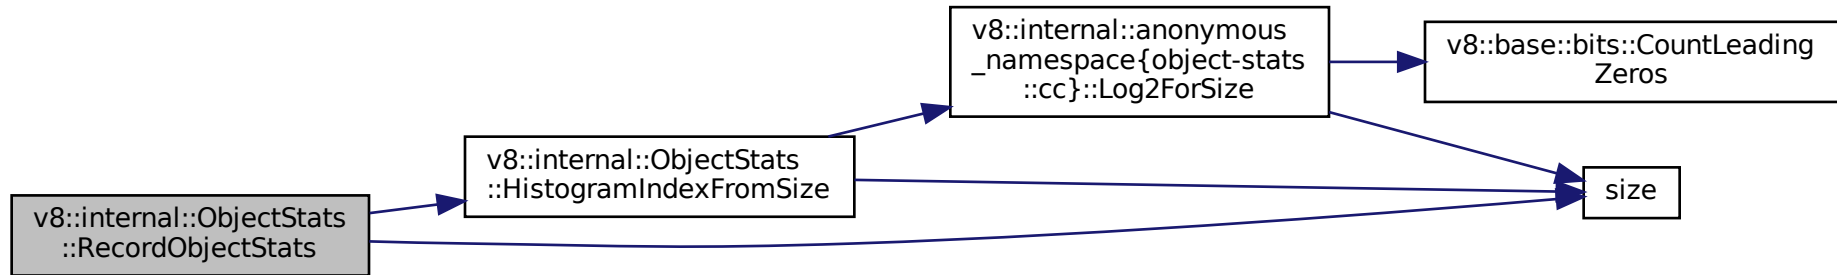 v8::internal::ObjectStats
::RecordObjectStats
v8::internal::ObjectStats
::HistogramIndexFromSize
v8::internal::anonymous
_namespace{object-stats
::cc}::Log2ForSize
v8::base::bits::CountLeading
Zeros
size